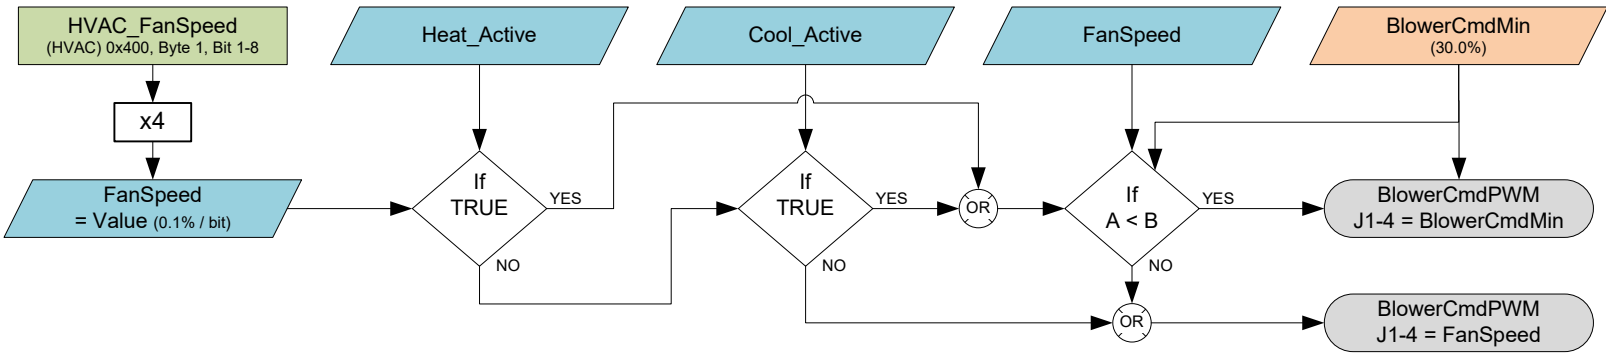 HVAC_FanSpeed
(HVAC) 0x400, Byte 1, Bit 1-8
Heat_Active
Cool_Active
FanSpeed
BlowerCmdMin
(30.0%)
x4
FanSpeed
= Value (0.1% / bit)
If
TRUE
YES
NO
If
TRUE
YES
NO
OR
If
A < B
YES
NO
BlowerCmdPWM
J1-4 = BlowerCmdMin
OR
BlowerCmdPWM
J1-4 = FanSpeed